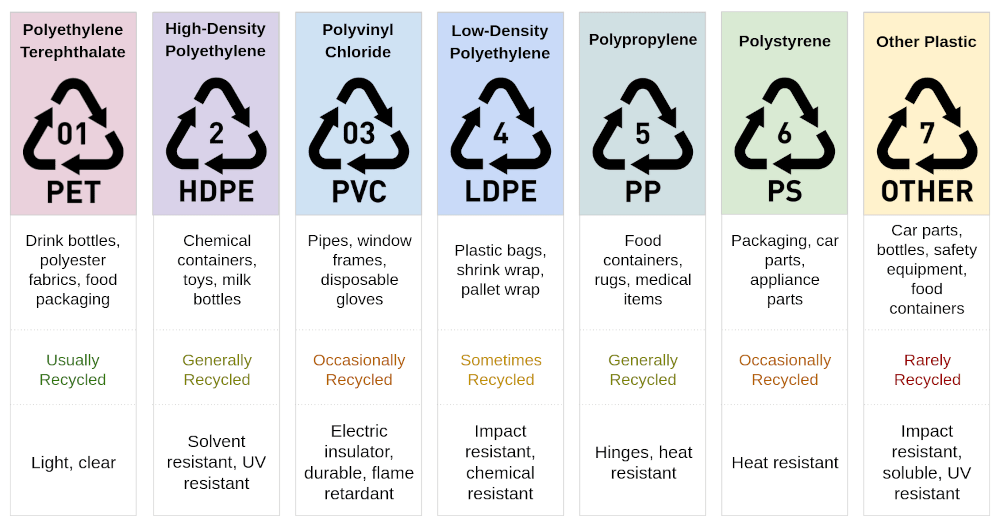 Polyethylene
Terephthalate
01
PET
Drink bottles,
polyester
fabrics, food
packaging
Usually
Recycled
Light, clear
High-Density
Polyethylene
2
HDPE
Chemical
containers,
toys, milk
bottles
Generally
Recycled
Solvent
resistant, UV
resistant
Polyvinyl
Chloride
03
PVC
Pipes, window
frames,
disposable
gloves
Occasionally
Recycled
Electric
insulator,
durable, flame
retardant
Low-Density
Polyethylene
4
LDPE
Plastic bags,
shrink wrap,
pallet wrap
Sometimes
Recycled
Impact
resistant,
chemical
resistant
Polypropylene
5
PP
Food
containers,
rugs, medical
items
Generally
Recycled
Hinges, heat
resistant
Polystyrene
6
PS
Packaging, car
parts,
appliance
parts
Occasionally
Recycled
Heat resistant
Other Plastic
7
OTHER
Car parts,
bottles, safety
equipment,
food
containers
Rarely
Recycled
Impact
resistant,
soluble, UV
resistant